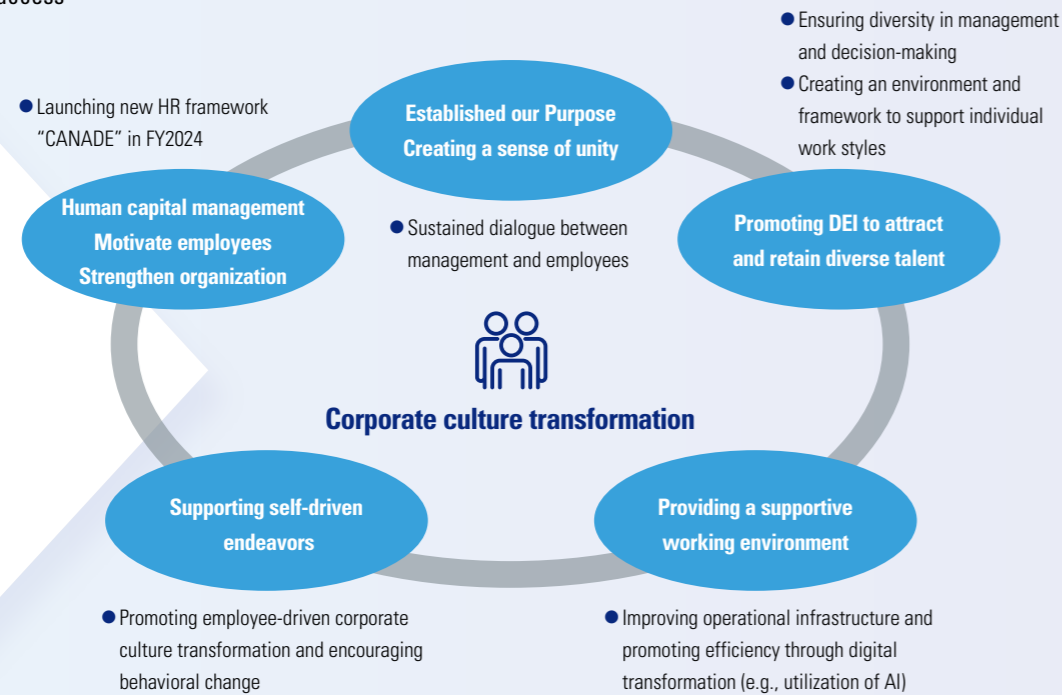 ● Ensuring diversity in management
and decision-making
● Creating an environment and
framework to support individual
work styles
● Launching new HR framework
“CANADE” in FY2024
Established our Purpose
Creating a sense of unity
Human capital management
Motivate employees
Strengthen organization
● Sustained dialogue between
management and employees
Promoting DEI to attract
and retain diverse talent
Corporate culture transformation
Supporting self-driven
endeavors
Providing a supportive
working environment
● Promoting employee-driven corporate
culture transformation and encouraging
behavioral change
● Improving operational infrastructure and
promoting efficiency through digital
transformation (e.g., utilization of AI)